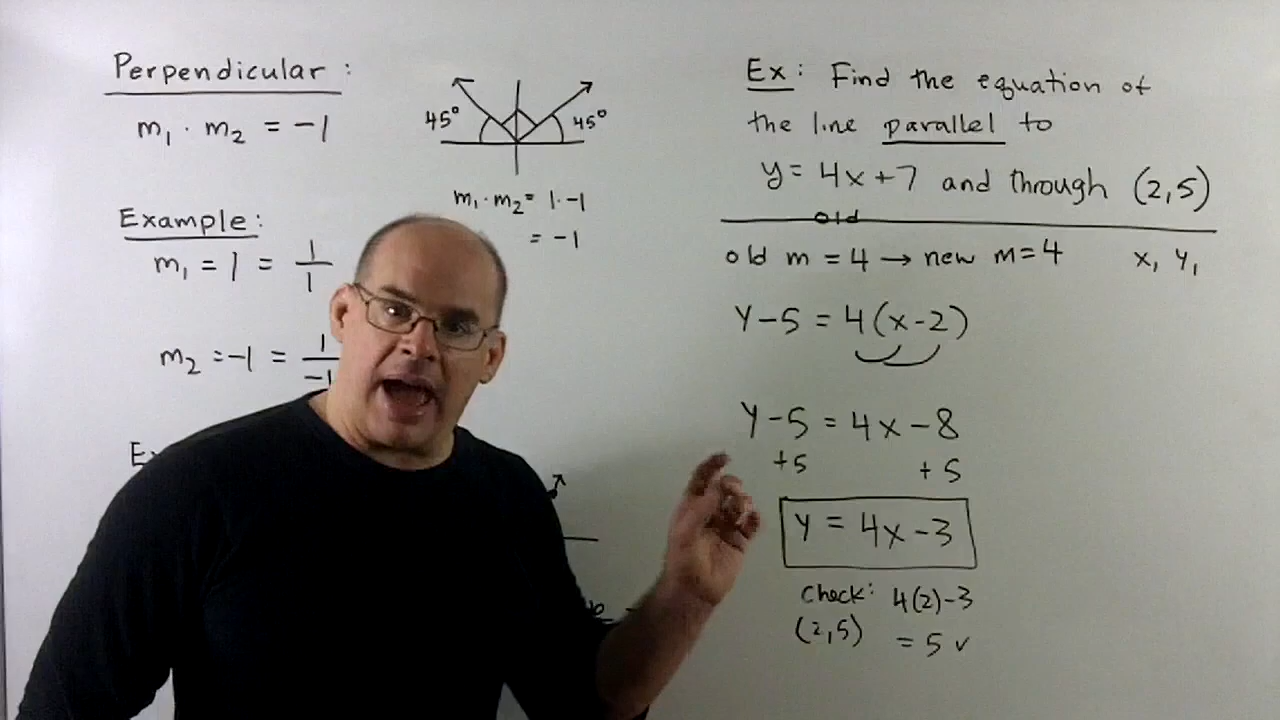 Perpendicular :
m₁ · m₂ = -1
45° 45°
m₁ · m₂ = 1 · -1
= -1
Example :
m₁ = 1 = 1/1
m₂ = -1 = 1/-1
Ex: Find the equation of
the line parallel to
y = 4x + 7 and through (2,5)
old
old m = 4 → new m = 4 x₁ y₁
y - 5 = 4(x - 2)
y - 5 = 4x - 8
+5 +5
y = 4x - 3
Check: 4(2) - 3
(2,5) = 5 ✓